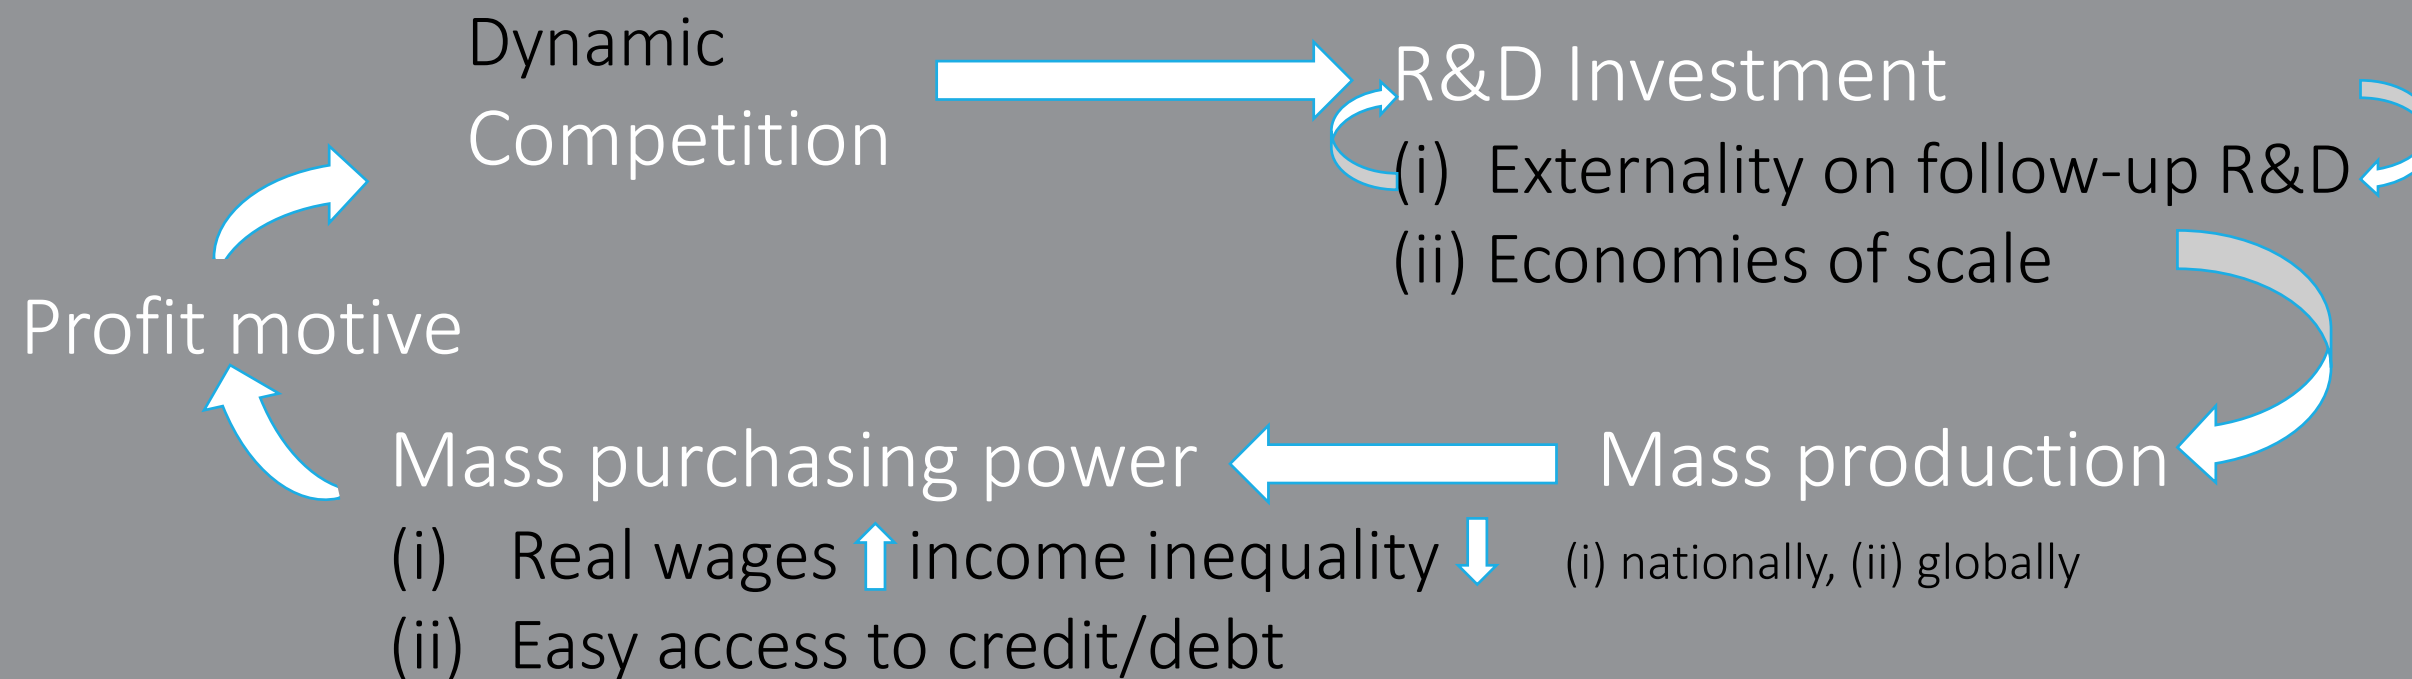 Dynamic
Competition
R&D Investment
(i) Externality on follow-up R&D
(ii) Economies of scale
Profit motive
Mass purchasing power
Mass production
(i) Real wages income inequality
(i) nationally, (ii) globally
(ii) Easy access to credit/debt